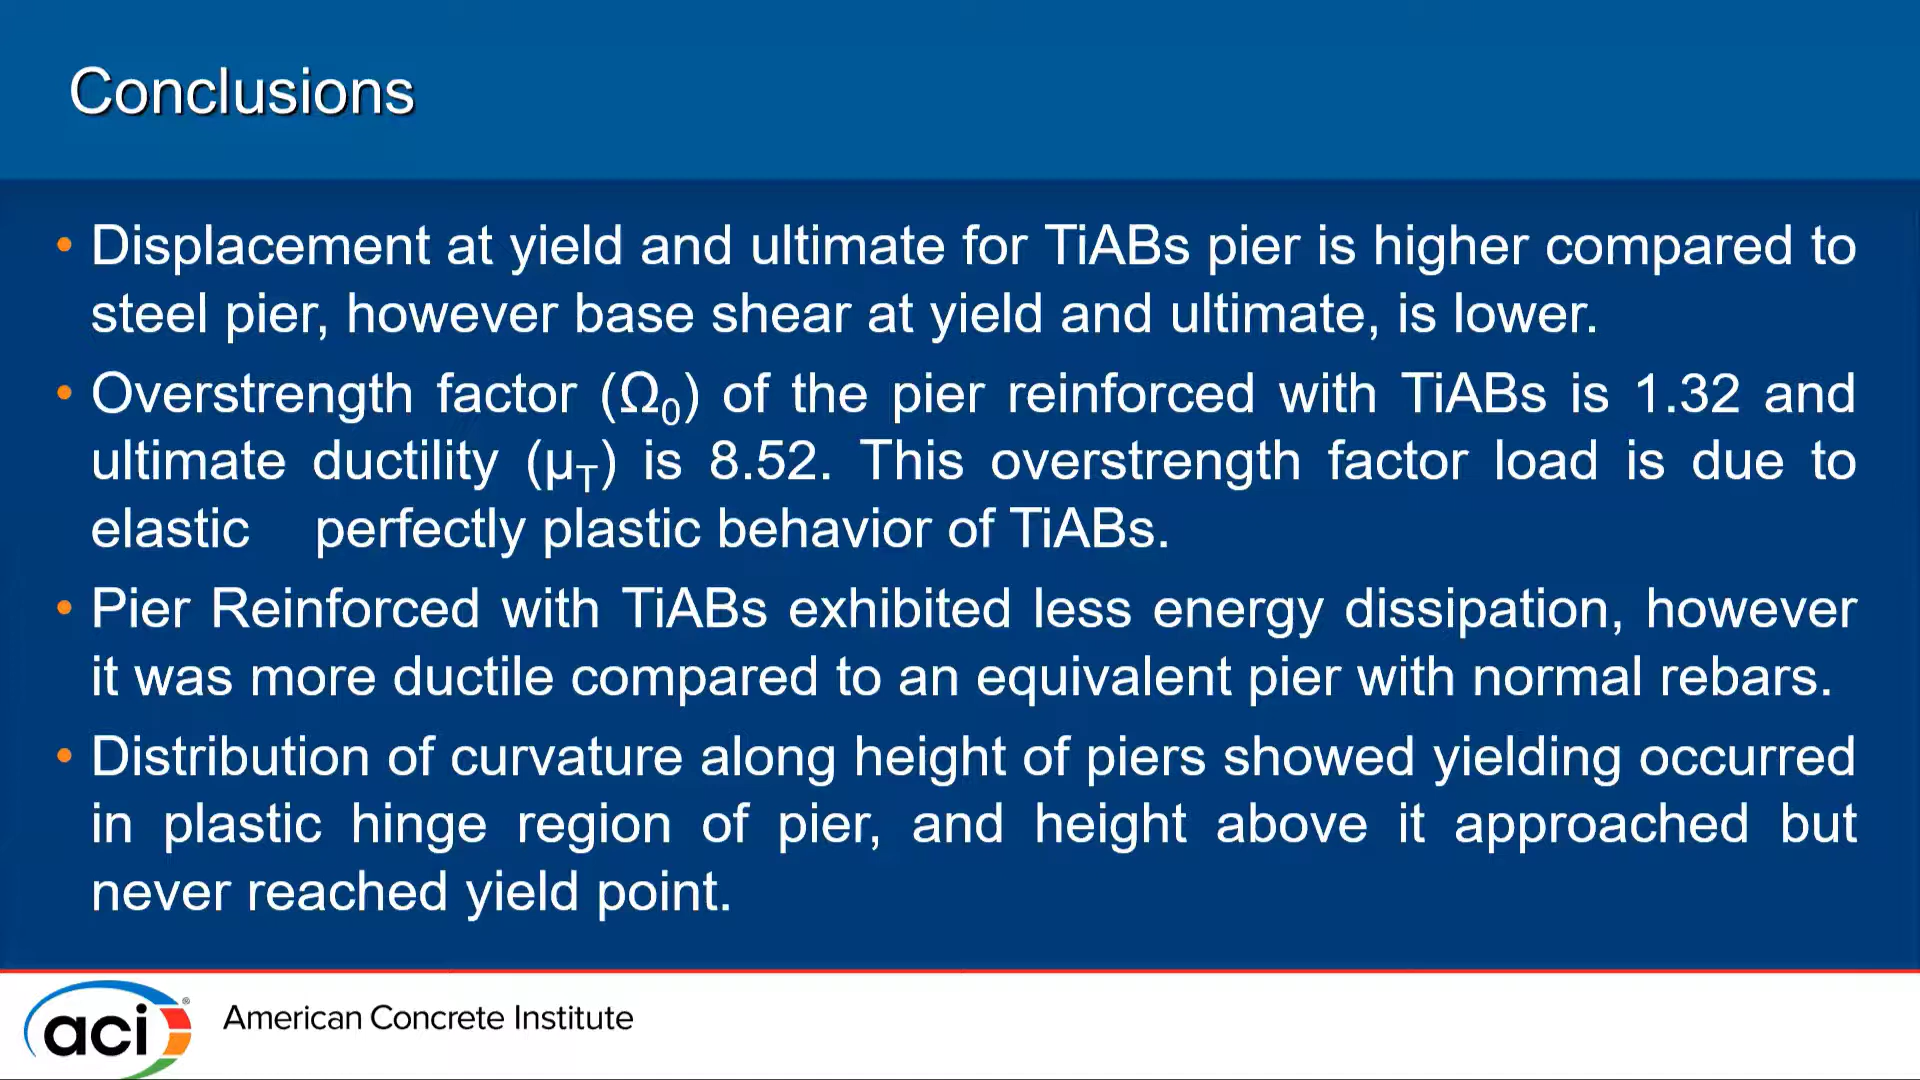 Conclusions
• Displacement at yield and ultimate for TiABs pier is higher compared to
steel pier, however base shear at yield and ultimate, is lower.
• Overstrength factor (Ω₀) of the pier reinforced with TiABs is 1.32 and
ultimate ductility (μT) is 8.52. This overstrength factor load is due to
elastic perfectly plastic behavior of TiABs.
• Pier Reinforced with TiABs exhibited less energy dissipation, however
it was more ductile compared to an equivalent pier with normal rebars.
• Distribution of curvature along height of piers showed yielding occurred
in plastic hinge region of pier, and height above it approached but
never reached yield point.
aci ®
American Concrete Institute